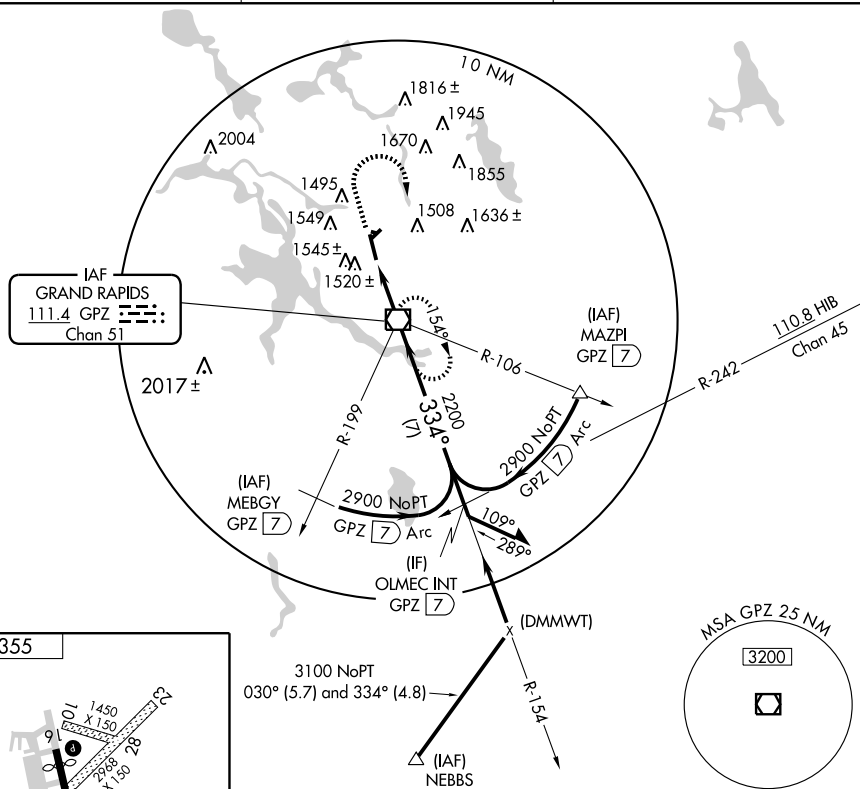 10 NM
1816 ±
1945
2004
1670
1855
1495
1549
1508
1636 ±
1545 ±
1520 ±
IAF
GRAND RAPIDS
111.4 GPZ
Chan 51
154°
(IAF)
MAZPI
GPZ 7
110.8 HIB
Chan 45
R-106
R-242
2017 ±
R-199
2200
334°
(7)
2900 NoPT
GPZ 7 Arc
(IAF)
MEBGY
GPZ 7
2900 NoPT
GPZ 7 Arc
109°
289°
(IF)
OLMEC INT
GPZ 7
(DMMWT)
MSA GPZ 25 NM
3200
355
3100 NoPT
030° (5.7) and 334° (4.8)
R-154
(IAF)
NEBBS
10
1450
X 150
23
16
P
28
2968
X 150